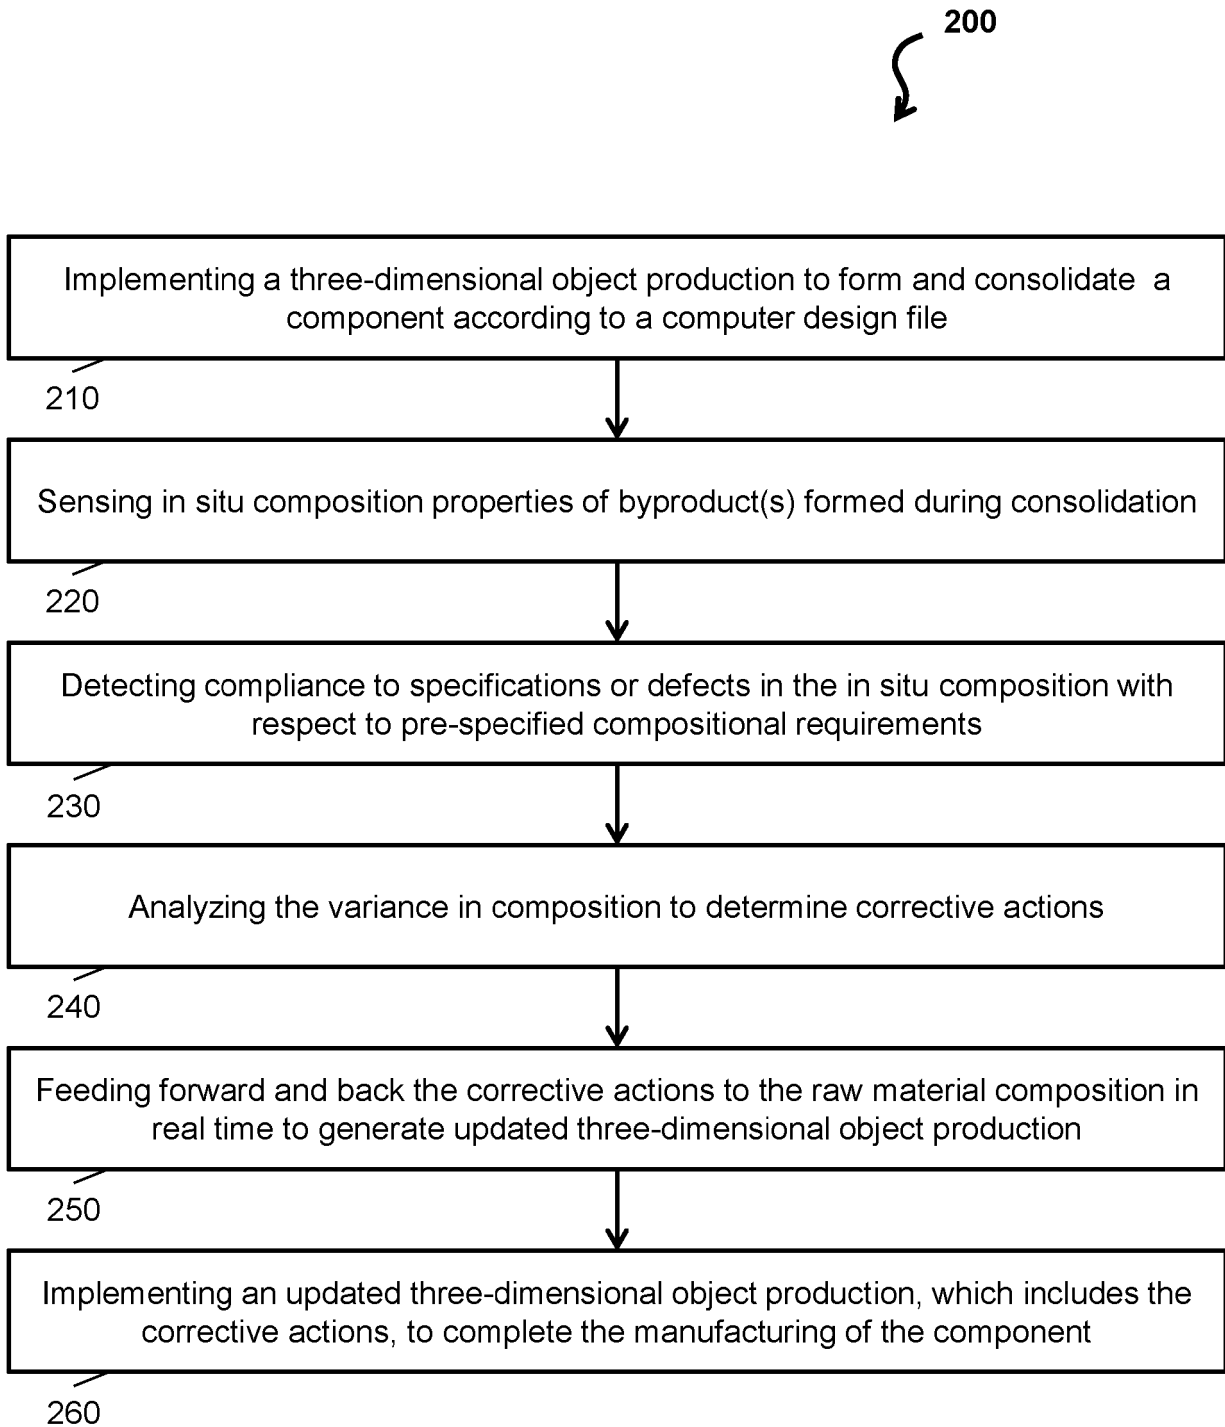 200
Implementing a three-dimensional object production to form and consolidate a
component according to a computer design file
210
Sensing in situ composition properties of byproduct(s) formed during consolidation
220
Detecting compliance to specifications or defects in the in situ composition with
respect to pre-specified compositional requirements
230
Analyzing the variance in composition to determine corrective actions
240
Feeding forward and back the corrective actions to the raw material composition in
real time to generate updated three-dimensional object production
250
Implementing an updated three-dimensional object production, which includes the
corrective actions, to complete the manufacturing of the component
260